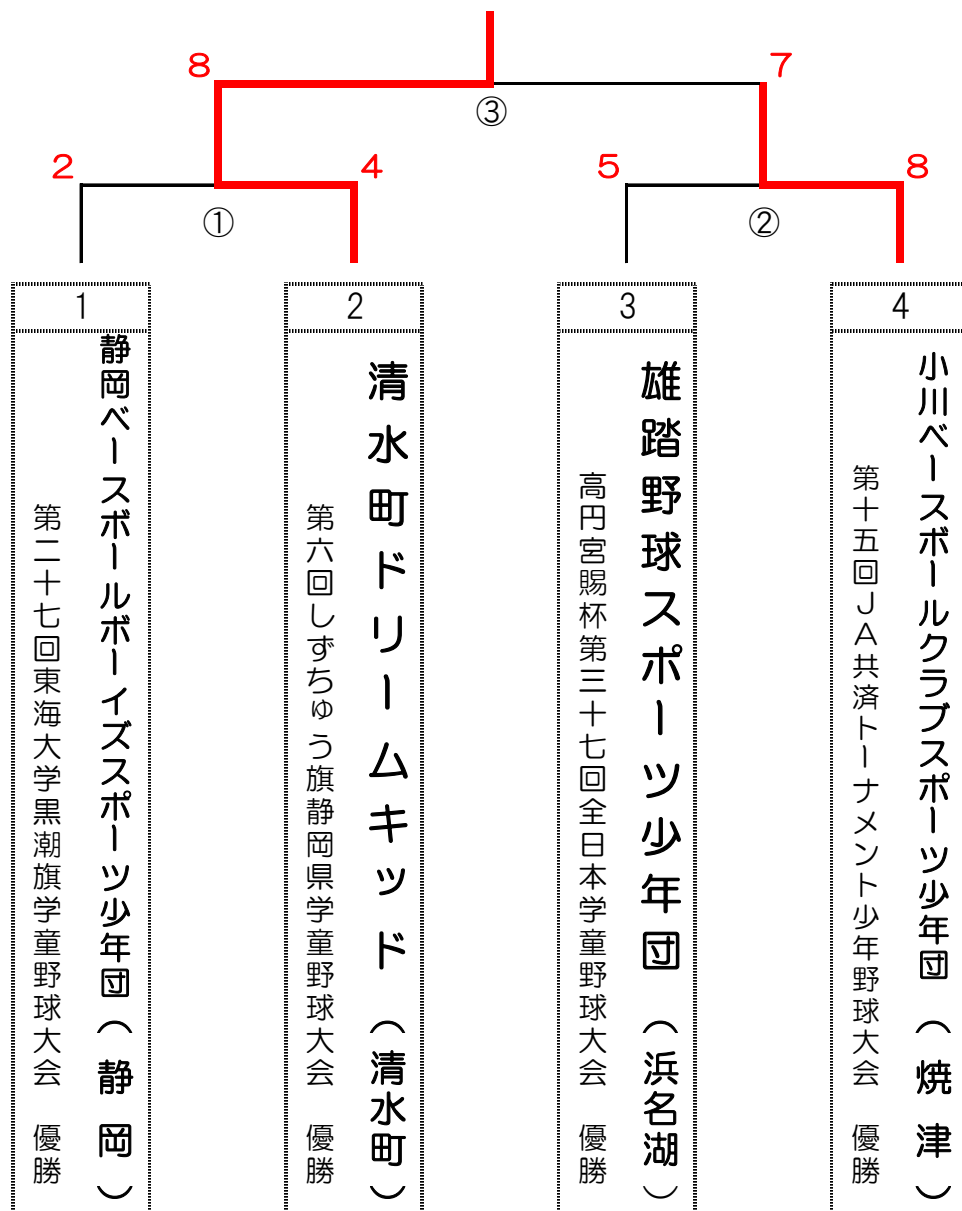 8
7
③
2
4
5
8
①
②
1
2
3
4
静岡ベースボールボーイズスポーツ少年団(静岡)
第二十七回東海大学黒潮旗学童野球大会 優勝
清水町ドリームキッド(清水町)
第六回しずちゅう旗静岡県学童野球大会 優勝
雄踏野球スポーツ少年団(浜名湖)
高円宮賜杯第三十七回全日本学童野球大会 優勝
小川ベースボールクラブスポーツ少年団(焼津)
第十五回JA共済トーナメント少年野球大会 優勝